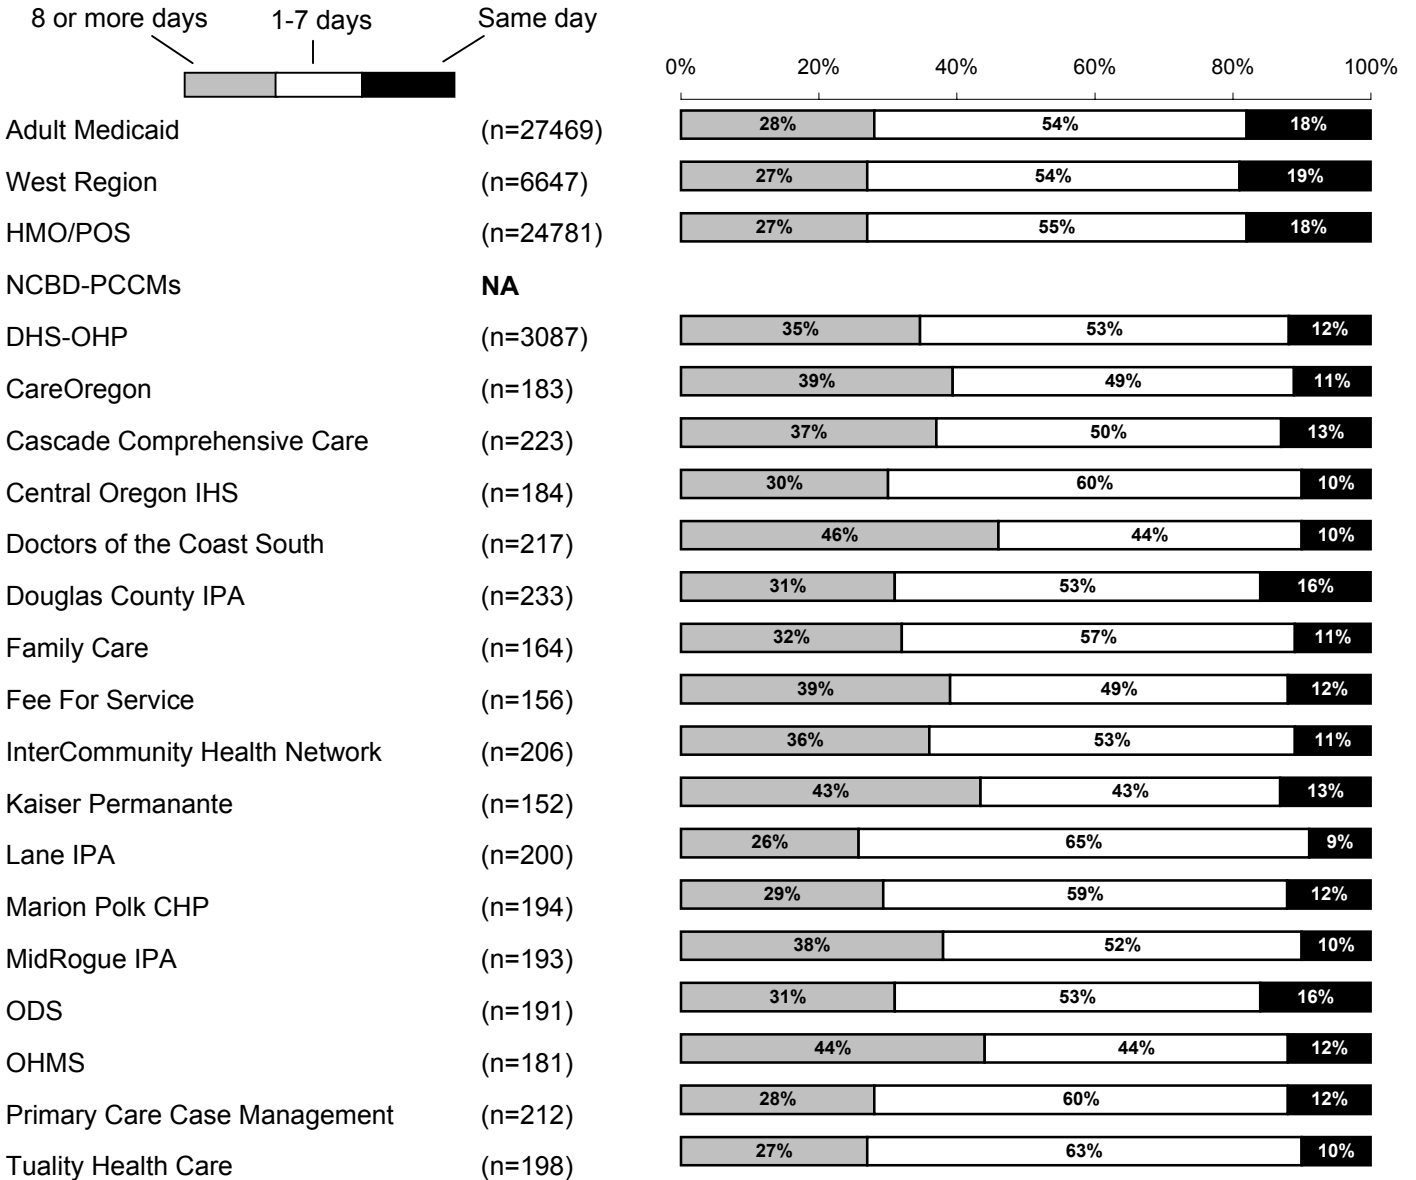 8 or more days 1-7 days Same day
0% 20% 40% 60% 80% 100%
Adult Medicaid (n=27469) 28% 54% 18%
West Region (n=6647) 27% 54% 19%
HMO/POS (n=24781) 27% 55% 18%
NCBD-PCCMs NA
DHS-OHP (n=3087) 35% 53% 12%
CareOregon (n=183) 39% 49% 11%
Cascade Comprehensive Care (n=223) 37% 50% 13%
Central Oregon IHS (n=184) 30% 60% 10%
Doctors of the Coast South (n=217) 46% 44% 10%
Douglas County IPA (n=233) 31% 53% 16%
Family Care (n=164) 32% 57% 11%
Fee For Service (n=156) 39% 49% 12%
InterCommunity Health Network (n=206) 36% 53% 11%
Kaiser Permanante (n=152) 43% 43% 13%
Lane IPA (n=200) 26% 65% 9%
Marion Polk CHP (n=194) 29% 59% 12%
MidRogue IPA (n=193) 38% 52% 10%
ODS (n=191) 31% 53% 16%
OHMS (n=181) 44% 44% 12%
Primary Care Case Management (n=212) 28% 60% 12%
Tuality Health Care (n=198) 27% 63% 10%